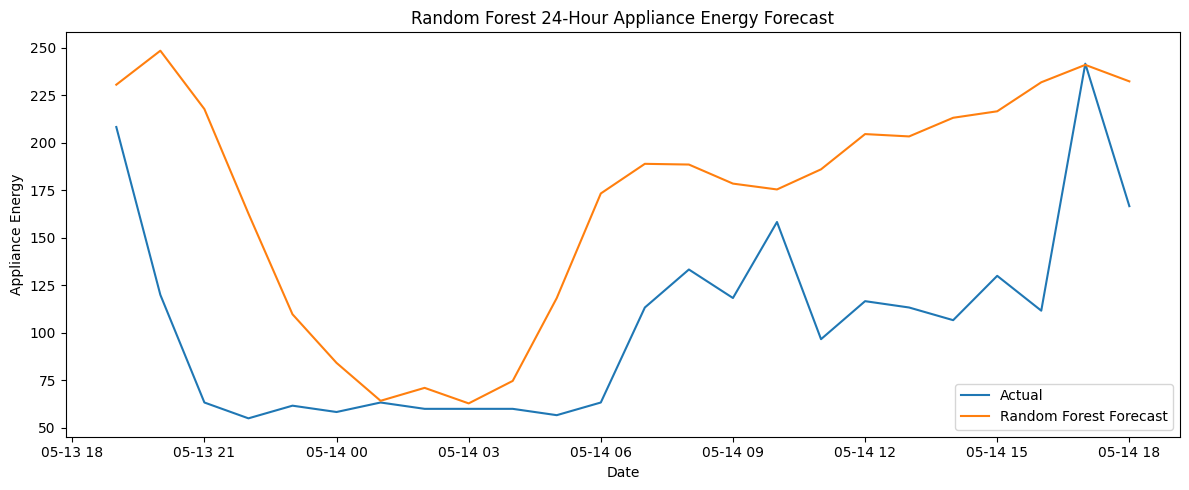 Random Forest 24-Hour Appliance Energy Forecast
Appliance Energy
250
225
200
175
150
125
100
75
50
Actual
Random Forest Forecast
05-13 18 05-13 21 05-14 00 05-14 03 05-14 06 05-14 09 05-14 12 05-14 15 05-14 18
Date